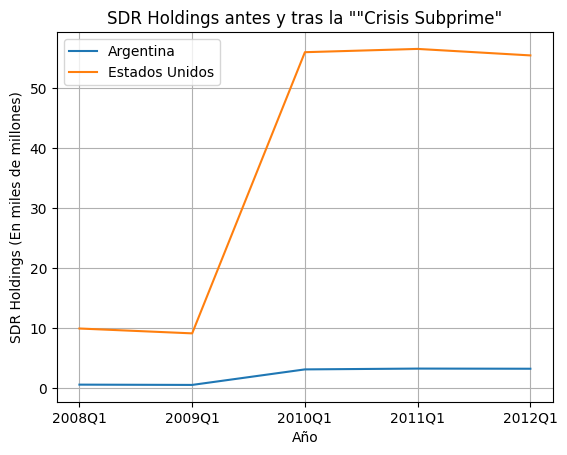 SDR Holdings antes y tras la ""Crisis Subprime"
Argentina
Estados Unidos
SDR Holdings (En miles de millones)
50
40
30
20
10
0
2008Q1 2009Q1 2010Q1 2011Q1 2012Q1
Año